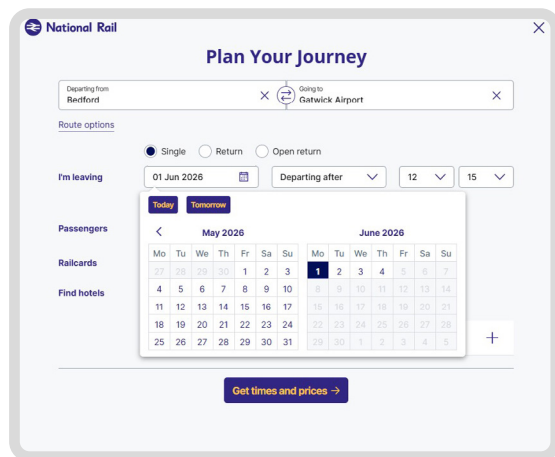 National Rail
Plan Your Journey
Departing from
Bedford
Going to
Gatwick Airport
Route options
Single Return Open return
I'm leaving
01 Jun 2026
Departing after
12
15
Today Tomorrow
Passengers
Railcards
Find hotels
May 2026
Mo Tu We Th Fr Sa Su
27 28 29 30 1 2 3
4 5 6 7 8 9 10
11 12 13 14 15 16 17
18 19 20 21 22 23 24
25 26 27 28 29 30 31
June 2026
Mo Tu We Th Fr Sa Su
1 2 3 4 5 6 7
8 9 10 11 12 13 14
15 16 17 18 19 20 21
22 23 24 25 26 27 28
29 30 1 2 3 4 5
Get times and prices →